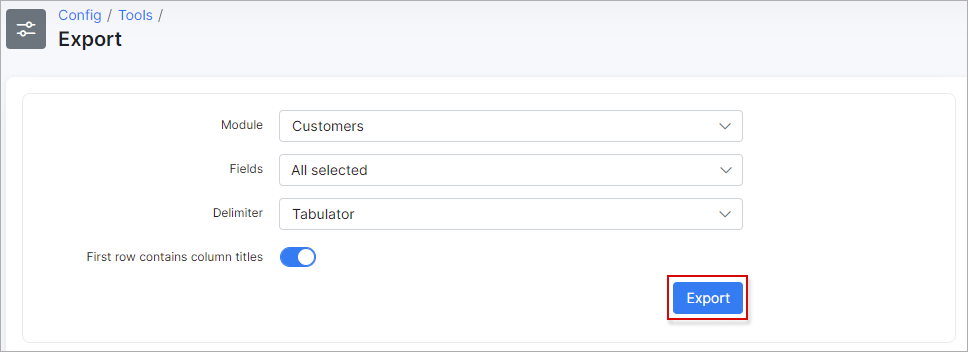 Config / Tools /
Export
Module Customers
Fields All selected
Delimiter Tabulator
First row contains column titles
Export